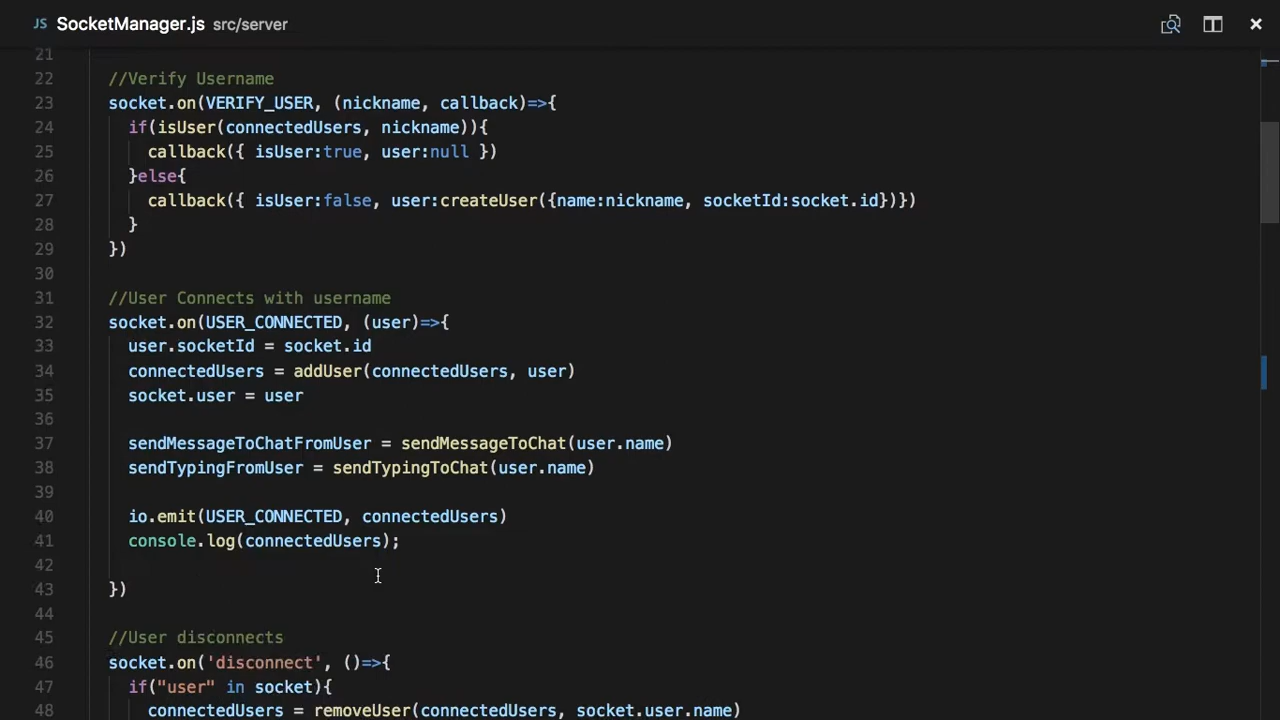 JS SocketManager.js src/server
21
22 //Verify Username
23 socket.on(VERIFY_USER, (nickname, callback)=>{
24 if(isUser(connectedUsers, nickname)){
25 callback({ isUser:true, user:null })
26 }else{
27 callback({ isUser:false, user:createUser({name:nickname, socketId:socket.id})})
28 }
29 })
30
31 //User Connects with username
32 socket.on(USER_CONNECTED, (user)=>{
33 user.socketId = socket.id
34 connectedUsers = addUser(connectedUsers, user)
35 socket.user = user
36
37 sendMessageToChatFromUser = sendMessageToChat(user.name)
38 sendTypingFromUser = sendTypingToChat(user.name)
39
40 io.emit(USER_CONNECTED, connectedUsers)
41 console.log(connectedUsers);
42
43 })
44
45 //User disconnects
46 socket.on('disconnect', ()=>{
47 if("user" in socket){
48 connectedUsers = removeUser(connectedUsers, socket.user.name)